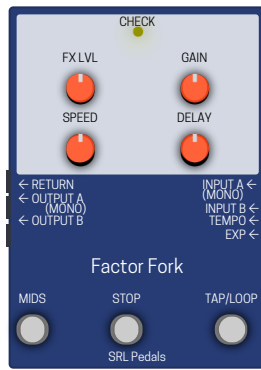 CHECK
FX LVL GAIN
SPEED DELAY
← RETURN INPUT A ←
← OUTPUT A (MONO)
(MONO) INPUT B ←
← OUTPUT B TEMPO ←
EXP ←
Factor Fork
MIDS STOP TAP/LOOP
SRL Pedals